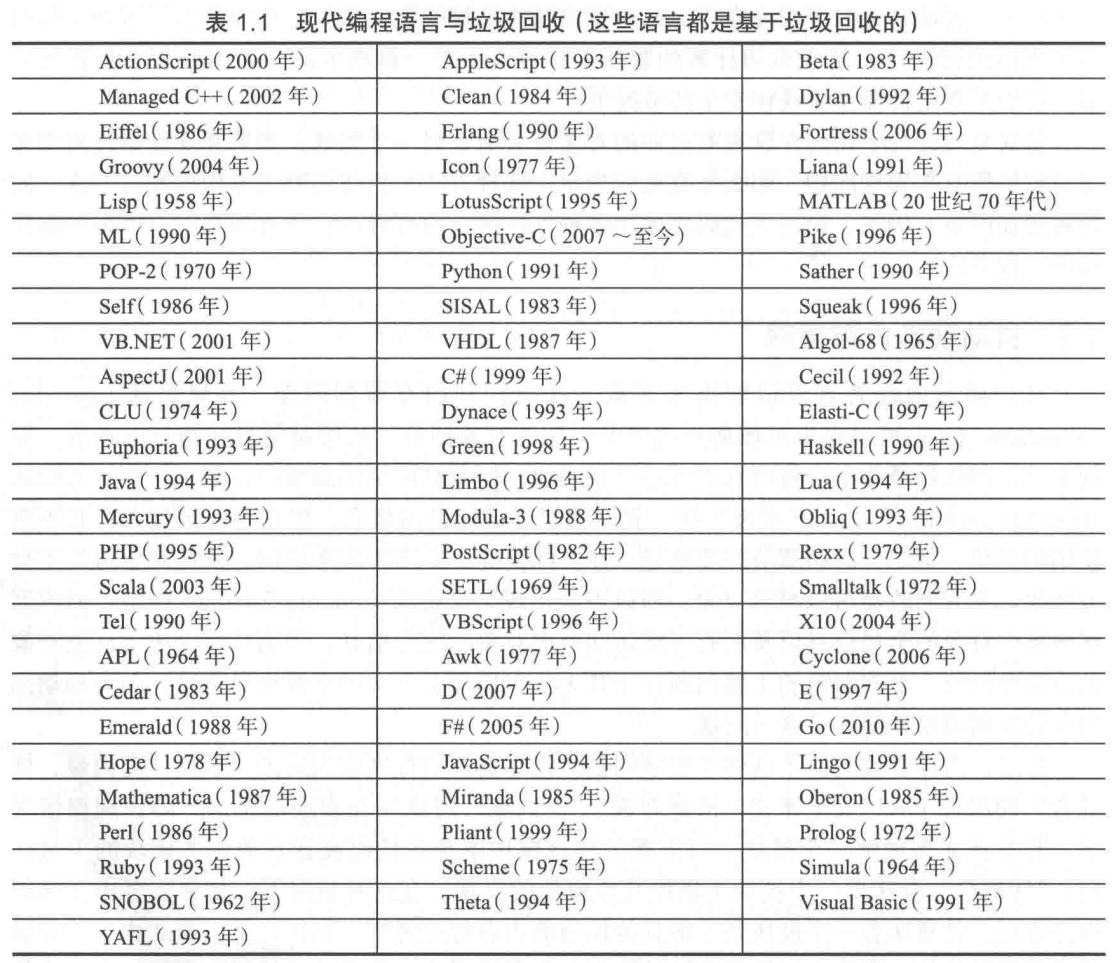 表 1.1 现代编程语言与垃圾回收（这些语言都是基于垃圾回收的）
ActionScript（2000 年） AppleScript（1993 年） Beta（1983 年）
Managed C++（2002 年） Clean（1984 年） Dylan（1992 年）
Eiffel（1986 年） Erlang（1990 年） Fortress（2006 年）
Groovy（2004 年） Icon（1977 年） Liana（1991 年）
Lisp（1958 年） LotusScript（1995 年） MATLAB（20 世纪 70 年代）
ML（1990 年） Objective-C（2007 ～至今） Pike（1996 年）
POP-2（1970 年） Python（1991 年） Sather（1990 年）
Self（1986 年） SISAL（1983 年） Squeak（1996 年）
VB.NET（2001 年） VHDL（1987 年） Algol-68（1965 年）
AspectJ（2001 年） C#（1999 年） Cecil（1992 年）
CLU（1974 年） Dynace（1993 年） Elasti-C（1997 年）
Euphoria（1993 年） Green（1998 年） Haskell（1990 年）
Java（1994 年） Limbo（1996 年） Lua（1994 年）
Mercury（1993 年） Modula-3（1988 年） Obliq（1993 年）
PHP（1995 年） PostScript（1982 年） Rexx（1979 年）
Scala（2003 年） SETL（1969 年） Smalltalk（1972 年）
Tel（1990 年） VBScript（1996 年） X10（2004 年）
APL（1964 年） Awk（1977 年） Cyclone（2006 年）
Cedar（1983 年） D（2007 年） E（1997 年）
Emerald（1988 年） F#（2005 年） Go（2010 年）
Hope（1978 年） JavaScript（1994 年） Lingo（1991 年）
Mathematica（1987 年） Miranda（1985 年） Oberon（1985 年）
Perl（1986 年） Pliant（1999 年） Prolog（1972 年）
Ruby（1993 年） Scheme（1975 年） Simula（1964 年）
SNOBOL（1962 年） Theta（1994 年） Visual Basic（1991 年）
YAFL（1993 年）